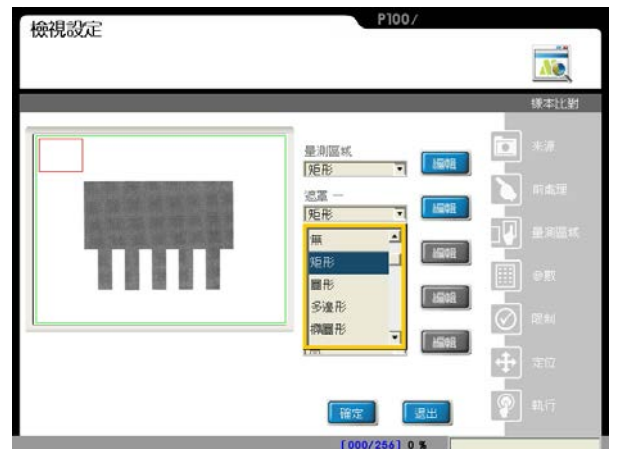 P100/
檢視設定
樣本比對
量測區域
矩形
編輯
遮罩 一
矩形
編輯
無
矩形
圓形
多邊形
橢圓形
編輯
編輯
編輯
確定
退出
來源
前處理
量測區域
參數
限制
定位
執行
[000/256] 0 %